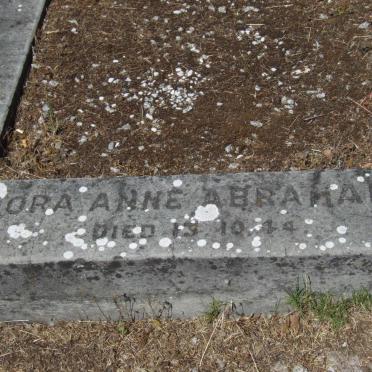 ORA ANNE ABRAHA
DIED 13.10.44